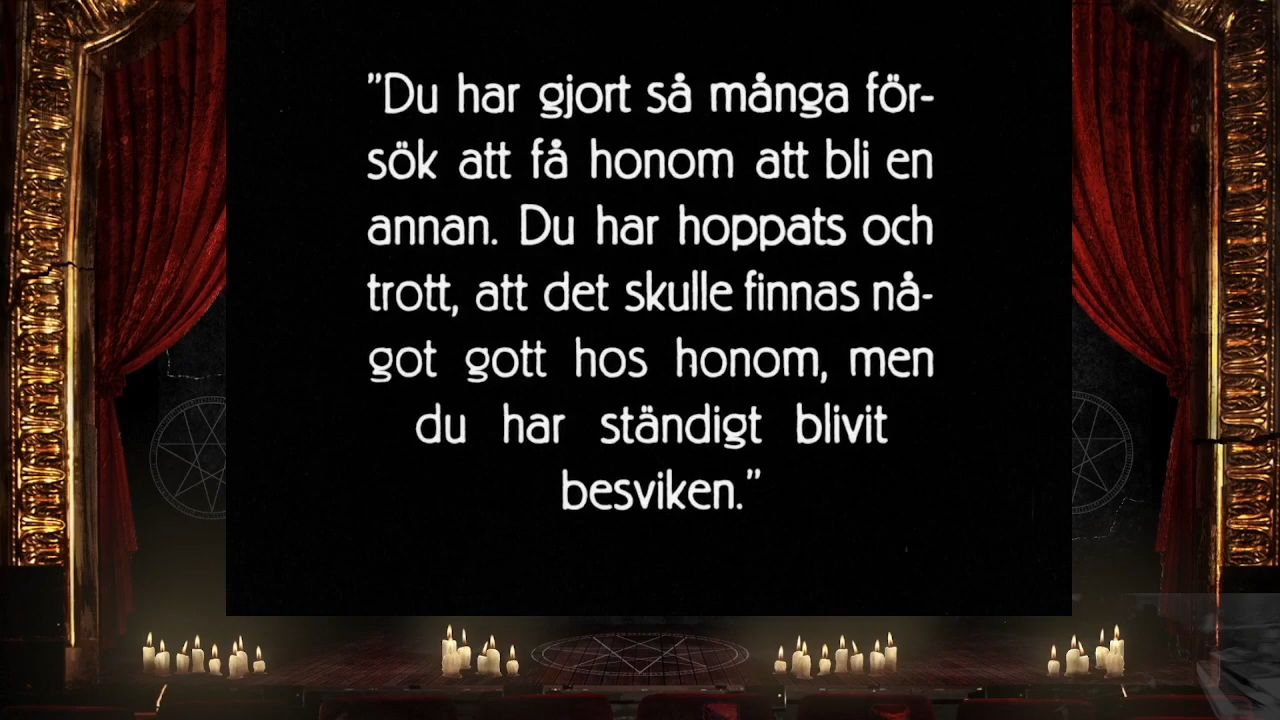 ”Du har gjort så många för-
sök att få honom att bli en
annan. Du har hoppats och
trott, att det skulle finnas nå-
got gott hos honom, men
du har ständigt blivit
besviken.”